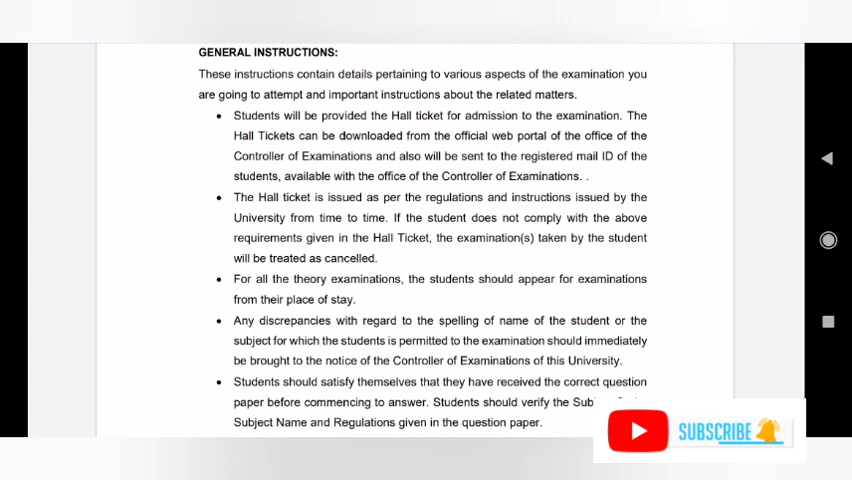 GENERAL INSTRUCTIONS:
These instructions contain details pertaining to various aspects of the examination you
are going to attempt and important instructions about the related matters.
• Students will be provided the Hall ticket for admission to the examination. The
Hall Tickets can be downloaded from the official web portal of the office of the
Controller of Examinations and also will be sent to the registered mail ID of the
students, available with the office of the Controller of Examinations. .
• The Hall ticket is issued as per the regulations and instructions issued by the
University from time to time. If the student does not comply with the above
requirements given in the Hall Ticket, the examination(s) taken by the student
will be treated as cancelled.
• For all the theory examinations, the students should appear for examinations
from their place of stay.
• Any discrepancies with regard to the spelling of name of the student or the
subject for which the students is permitted to the examination should immediately
be brought to the notice of the Controller of Examinations of this University.
• Students should satisfy themselves that they have received the correct question
paper before commencing to answer. Students should verify the
Subject Name and Regulations given in the question paper.
SUBSCRIBE